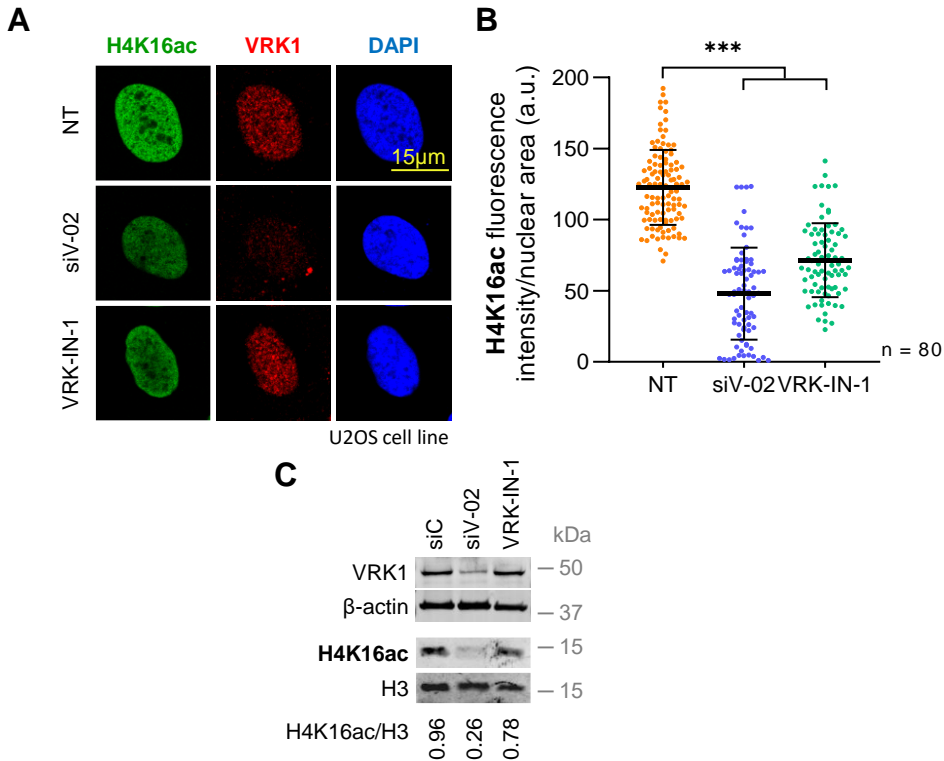 A
H4K16ac VRK1 DAPI
NT
15µm
siV-02
VRK-IN-1
U2OS cell line
B
***
H4K16ac fluorescence
intensity/nuclear area (a.u.)
200
150
100
50
0
n = 80
NT siV-02 VRK-IN-1
C
siC siV-02 VRK-IN-1
kDa
VRK1 — 50
β-actin — 37
H4K16ac — 15
H3 — 15
H4K16ac/H3 0.96 0.26 0.78